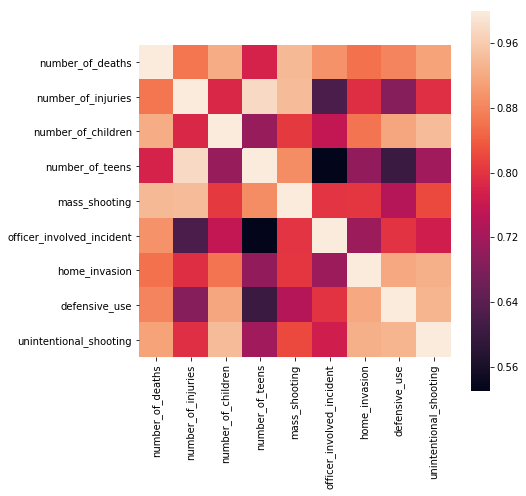 number_of_deaths
number_of_injuries
number_of_children
number_of_teens
mass_shooting
officer_involved_incident
home_invasion
defensive_use
unintentional_shooting
number_of_deaths
number_of_injuries
number_of_children
number_of_teens
mass_shooting
officer_involved_incident
home_invasion
defensive_use
unintentional_shooting
0.96
0.88
0.80
0.72
0.64
0.56